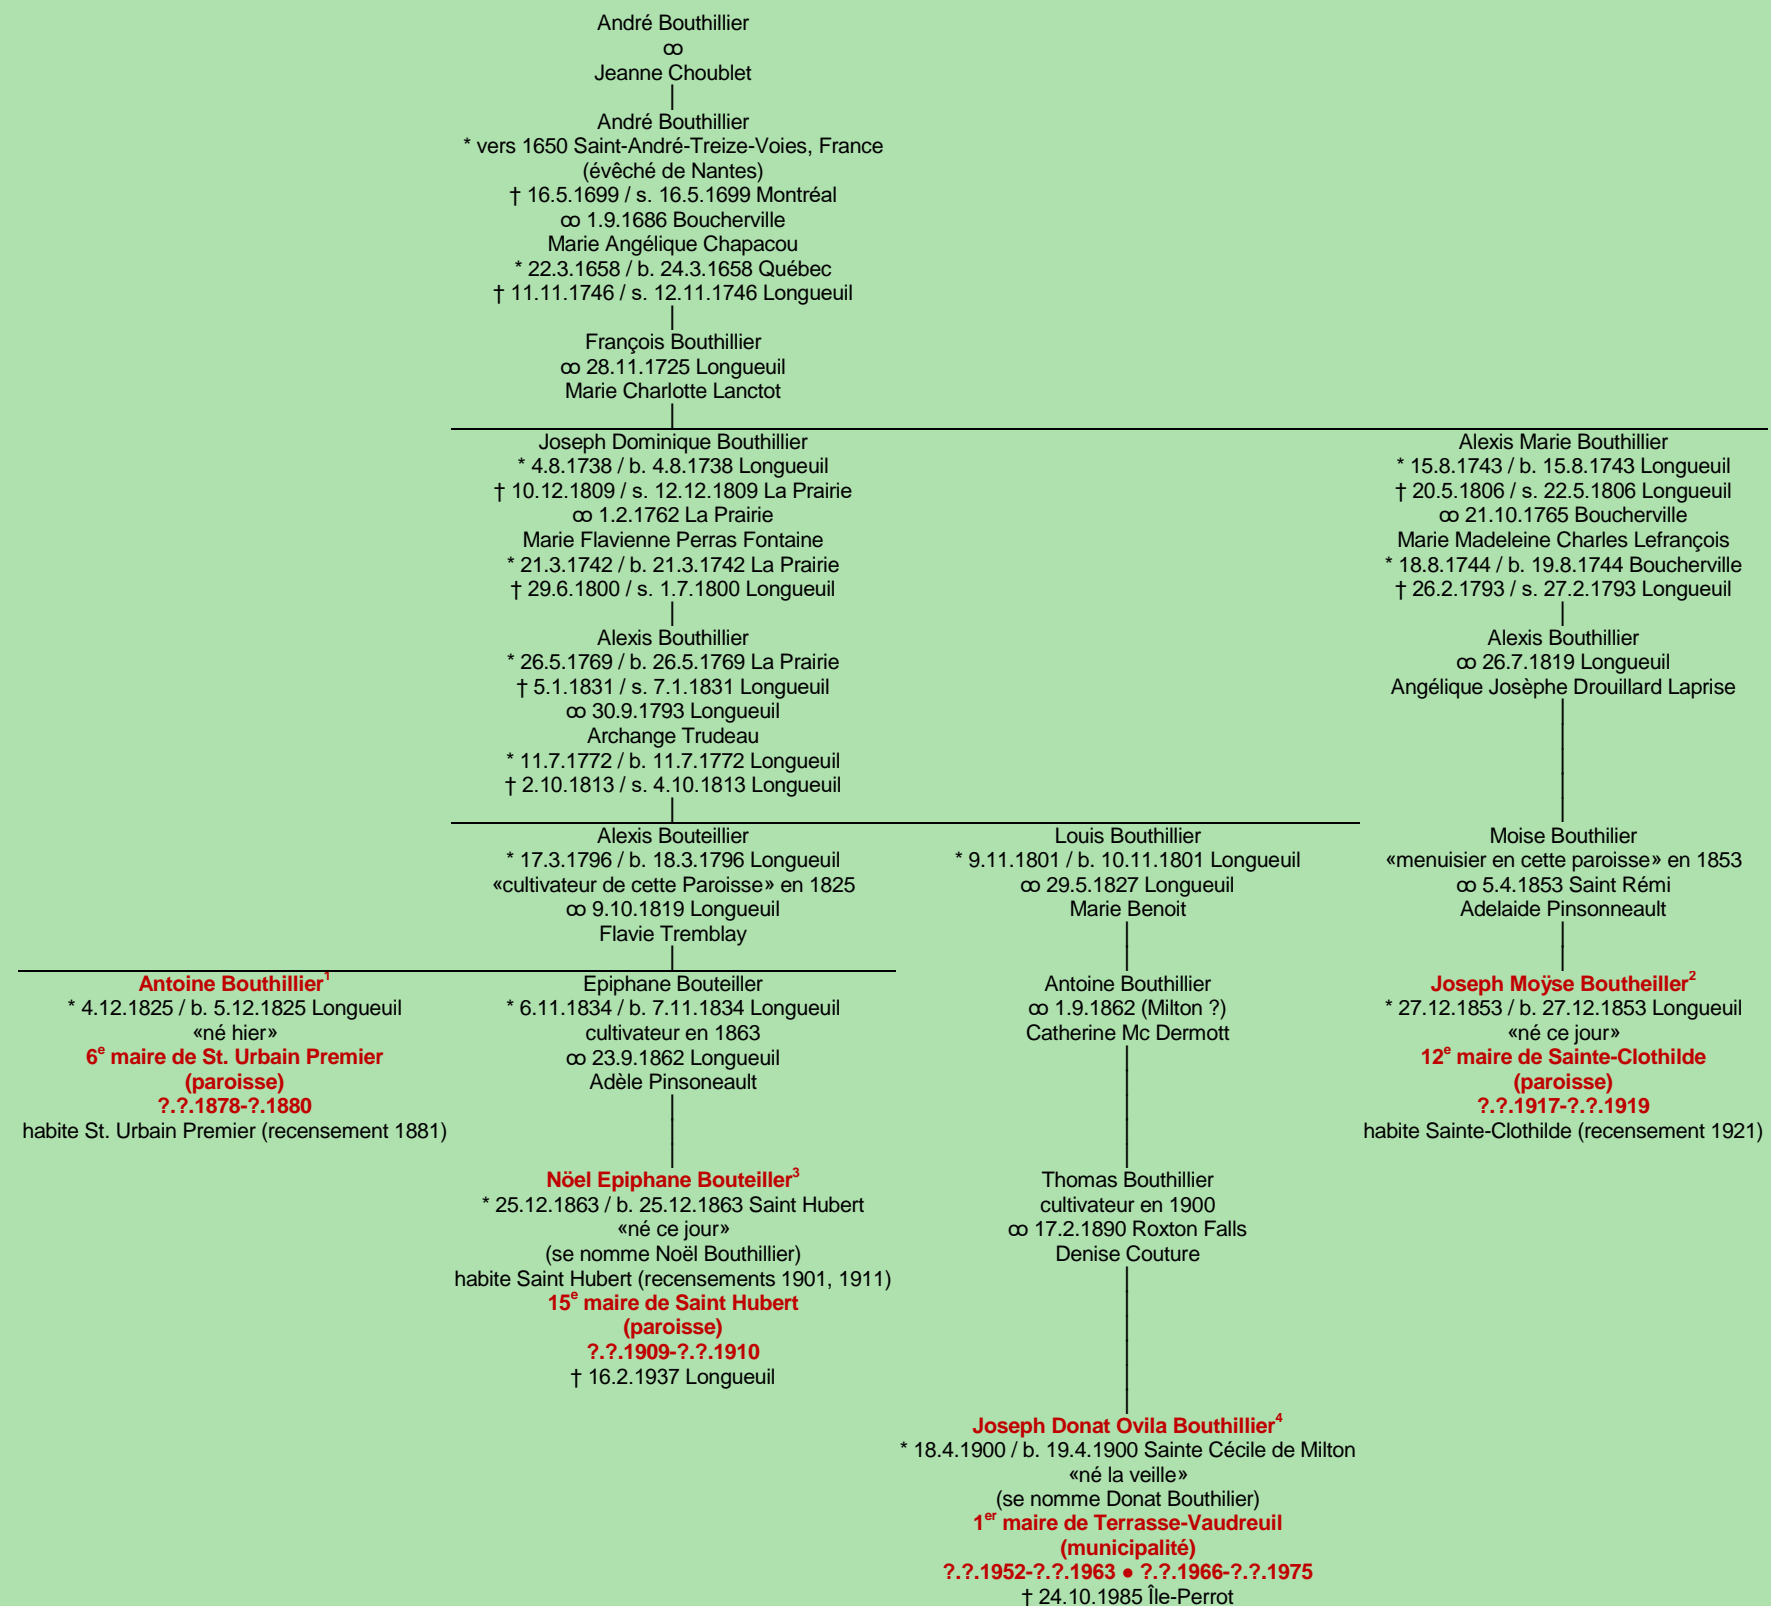 André Bouthillier
ꝏ
Jeanne Choublet
André Bouthillier
* vers 1650 Saint-André-Treize-Voies, France
(évêché de Nantes)
† 16.5.1699 / s. 16.5.1699 Montréal
ꝏ 1.9.1686 Boucherville
Marie Angélique Chapacou
* 22.3.1658 / b. 24.3.1658 Québec
† 11.11.1746 / s. 12.11.1746 Longueuil
François Bouthillier
ꝏ 28.11.1725 Longueuil
Marie Charlotte Lanctot
Joseph Dominique Bouthillier
* 4.8.1738 / b. 4.8.1738 Longueuil
† 10.12.1809 / s. 12.12.1809 La Prairie
ꝏ 1.2.1762 La Prairie
Marie Flavienne Perras Fontaine
* 21.3.1742 / b. 21.3.1742 La Prairie
† 29.6.1800 / s. 1.7.1800 Longueuil
Alexis Marie Bouthillier
* 15.8.1743 / b. 15.8.1743 Longueuil
† 20.5.1806 / s. 22.5.1806 Longueuil
ꝏ 21.10.1765 Boucherville
Marie Madeleine Charles Lefrançois
* 18.8.1744 / b. 19.8.1744 Boucherville
† 26.2.1793 / s. 27.2.1793 Longueuil
Alexis Bouthillier
* 26.5.1769 / b. 26.5.1769 La Prairie
† 5.1.1831 / s. 7.1.1831 Longueuil
ꝏ 30.9.1793 Longueuil
Archange Trudeau
* 11.7.1772 / b. 11.7.1772 Longueuil
† 2.10.1813 / s. 4.10.1813 Longueuil
Alexis Bouthillier
ꝏ 26.7.1819 Longueuil
Angélique Josèphe Drouillard Laprise
Alexis Bouteillier
* 17.3.1796 / b. 18.3.1796 Longueuil
«cultivateur de cette Paroisse» en 1825
ꝏ 9.10.1819 Longueuil
Flavie Tremblay
Louis Bouthillier
* 9.11.1801 / b. 10.11.1801 Longueuil
ꝏ 29.5.1827 Longueuil
Marie Benoit
Moise Bouthilier
«menuisier en cette paroisse» en 1853
ꝏ 5.4.1853 Saint Rémi
Adelaide Pinsonneault
Antoine Bouthillier¹
* 4.12.1825 / b. 5.12.1825 Longueuil
«né hier»
6ᵉ maire de St. Urbain Premier
(paroisse)
?.?.1878-?.1880
habite St. Urbain Premier (recensement 1881)
Epiphane Bouteiller
* 6.11.1834 / b. 7.11.1834 Longueuil
cultivateur en 1863
ꝏ 23.9.1862 Longueuil
Adèle Pinsoneault
Antoine Bouthillier
ꝏ 1.9.1862 (Milton ?)
Catherine Mc Dermott
Joseph Moÿse Boutheiller²
* 27.12.1853 / b. 27.12.1853 Longueuil
«né ce jour»
12ᵉ maire de Sainte-Clothilde
(paroisse)
?.?.1917-?.?.1919
habite Sainte-Clothilde (recensement 1921)
Nöel Epiphane Bouteiller³
* 25.12.1863 / b. 25.12.1863 Saint Hubert
«né ce jour»
(se nomme Noël Bouthillier)
habite Saint Hubert (recensements 1901, 1911)
15ᵉ maire de Saint Hubert
(paroisse)
?.?.1909-?.?.1910
† 16.2.1937 Longueuil
Thomas Bouthillier
cultivateur en 1900
ꝏ 17.2.1890 Roxton Falls
Denise Couture
Joseph Donat Ovila Bouthillier⁴
* 18.4.1900 / b. 19.4.1900 Sainte Cécile de Milton
«né la veille»
(se nomme Donat Bouthilier)
1ᵉʳ maire de Terrasse-Vaudreuil
(municipalité)
?.?.1952-?.?.1963 ● ?.?.1966-?.?.1975
† 24.10.1985 Île-Perrot